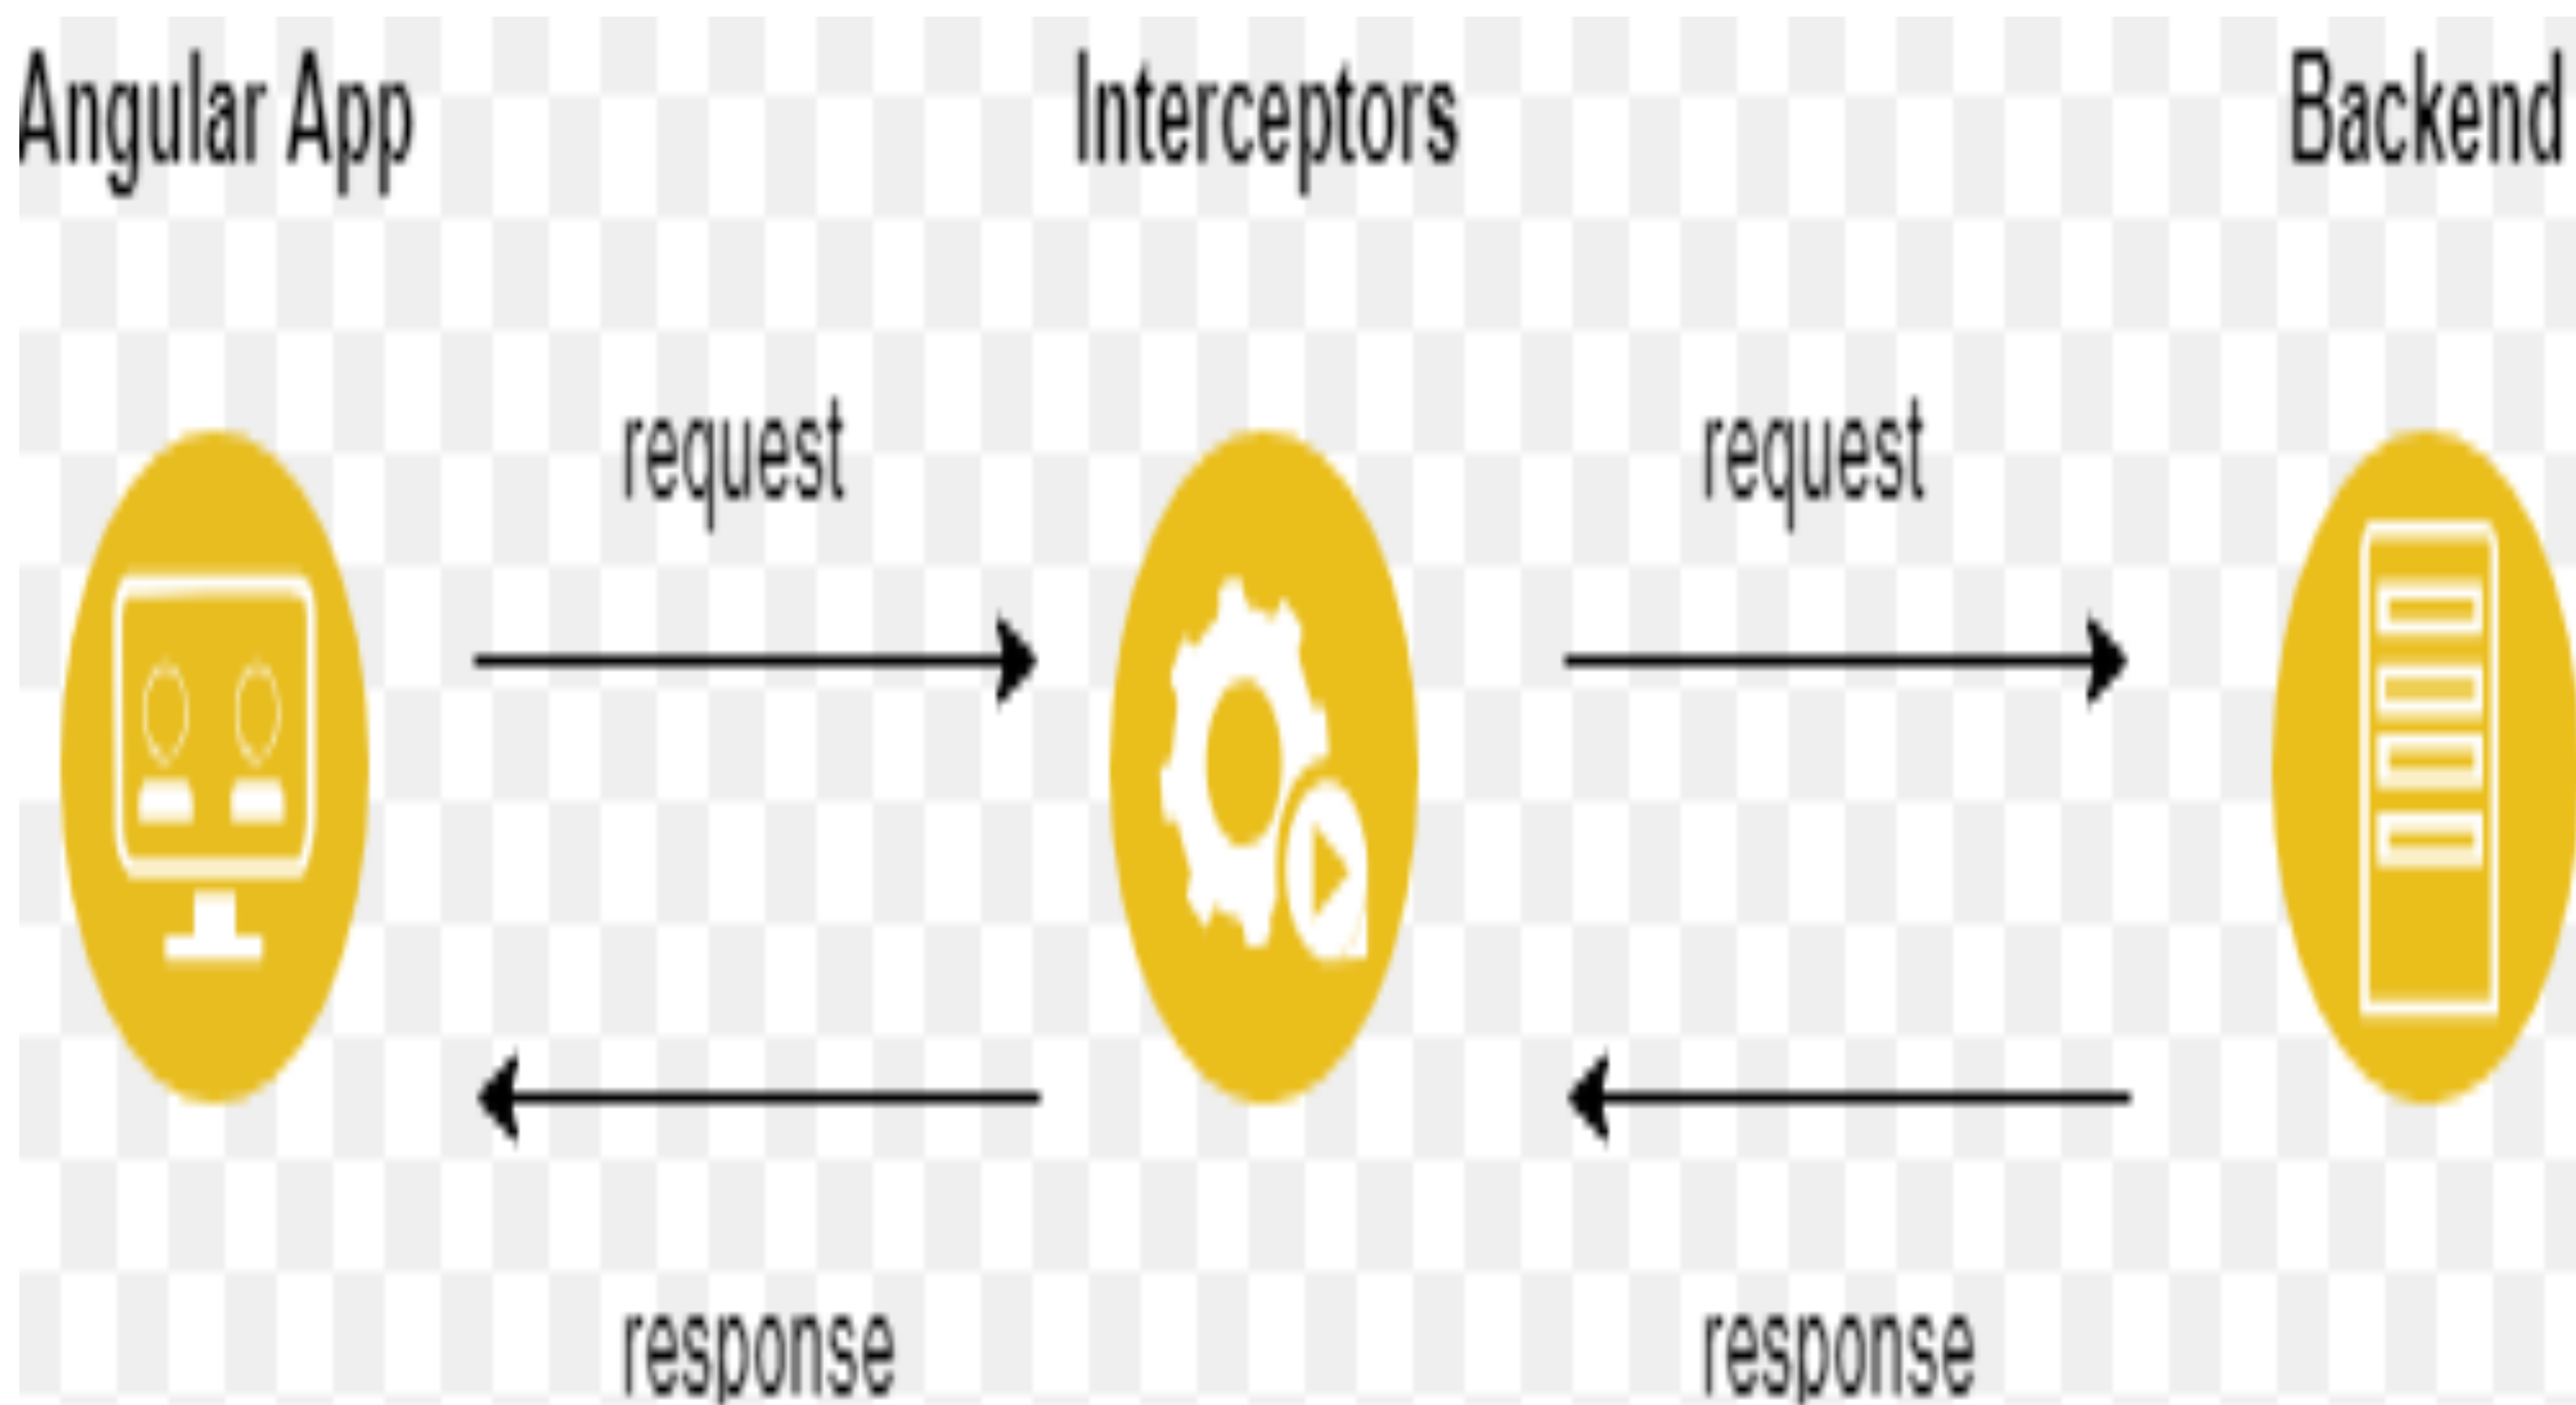 Angular App
Interceptors
Backend
request
request
response
response